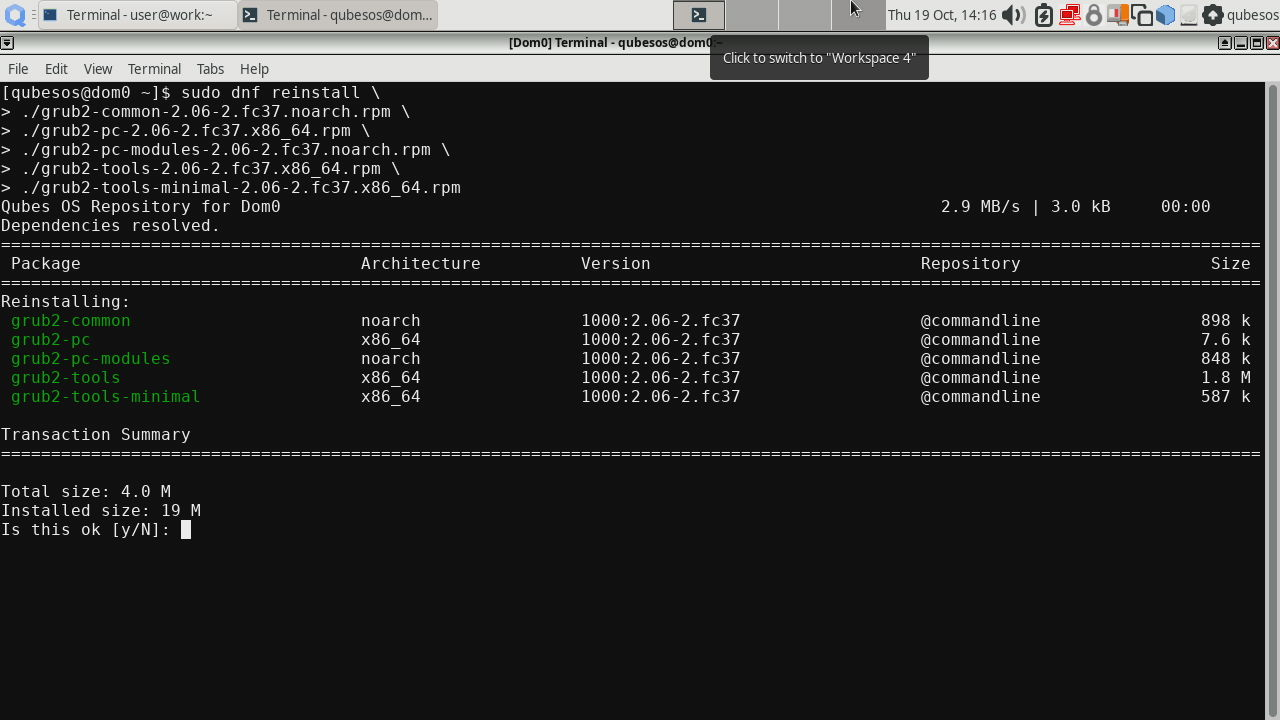 Terminal - user@work:~
Terminal - qubesos@dom...
Thu 19 Oct, 14:16
qubesos
[Dom0] Terminal - qubesos@dom0:~
Click to switch to "Workspace 4"
File Edit View Terminal Tabs Help
[qubesos@dom0 ~]$ sudo dnf reinstall \
> ./grub2-common-2.06-2.fc37.noarch.rpm \
> ./grub2-pc-2.06-2.fc37.x86_64.rpm \
> ./grub2-pc-modules-2.06-2.fc37.noarch.rpm \
> ./grub2-tools-2.06-2.fc37.x86_64.rpm \
> ./grub2-tools-minimal-2.06-2.fc37.x86_64.rpm
Qubes OS Repository for Dom0 2.9 MB/s | 3.0 kB 00:00
Dependencies resolved.
================================================================================
Package Architecture Version Repository Size
================================================================================
Reinstalling:
grub2-common noarch 1000:2.06-2.fc37 @commandline 898 k
grub2-pc x86_64 1000:2.06-2.fc37 @commandline 7.6 k
grub2-pc-modules noarch 1000:2.06-2.fc37 @commandline 848 k
grub2-tools x86_64 1000:2.06-2.fc37 @commandline 1.8 M
grub2-tools-minimal x86_64 1000:2.06-2.fc37 @commandline 587 k
Transaction Summary
================================================================================
Total size: 4.0 M
Installed size: 19 M
Is this ok [y/N]: